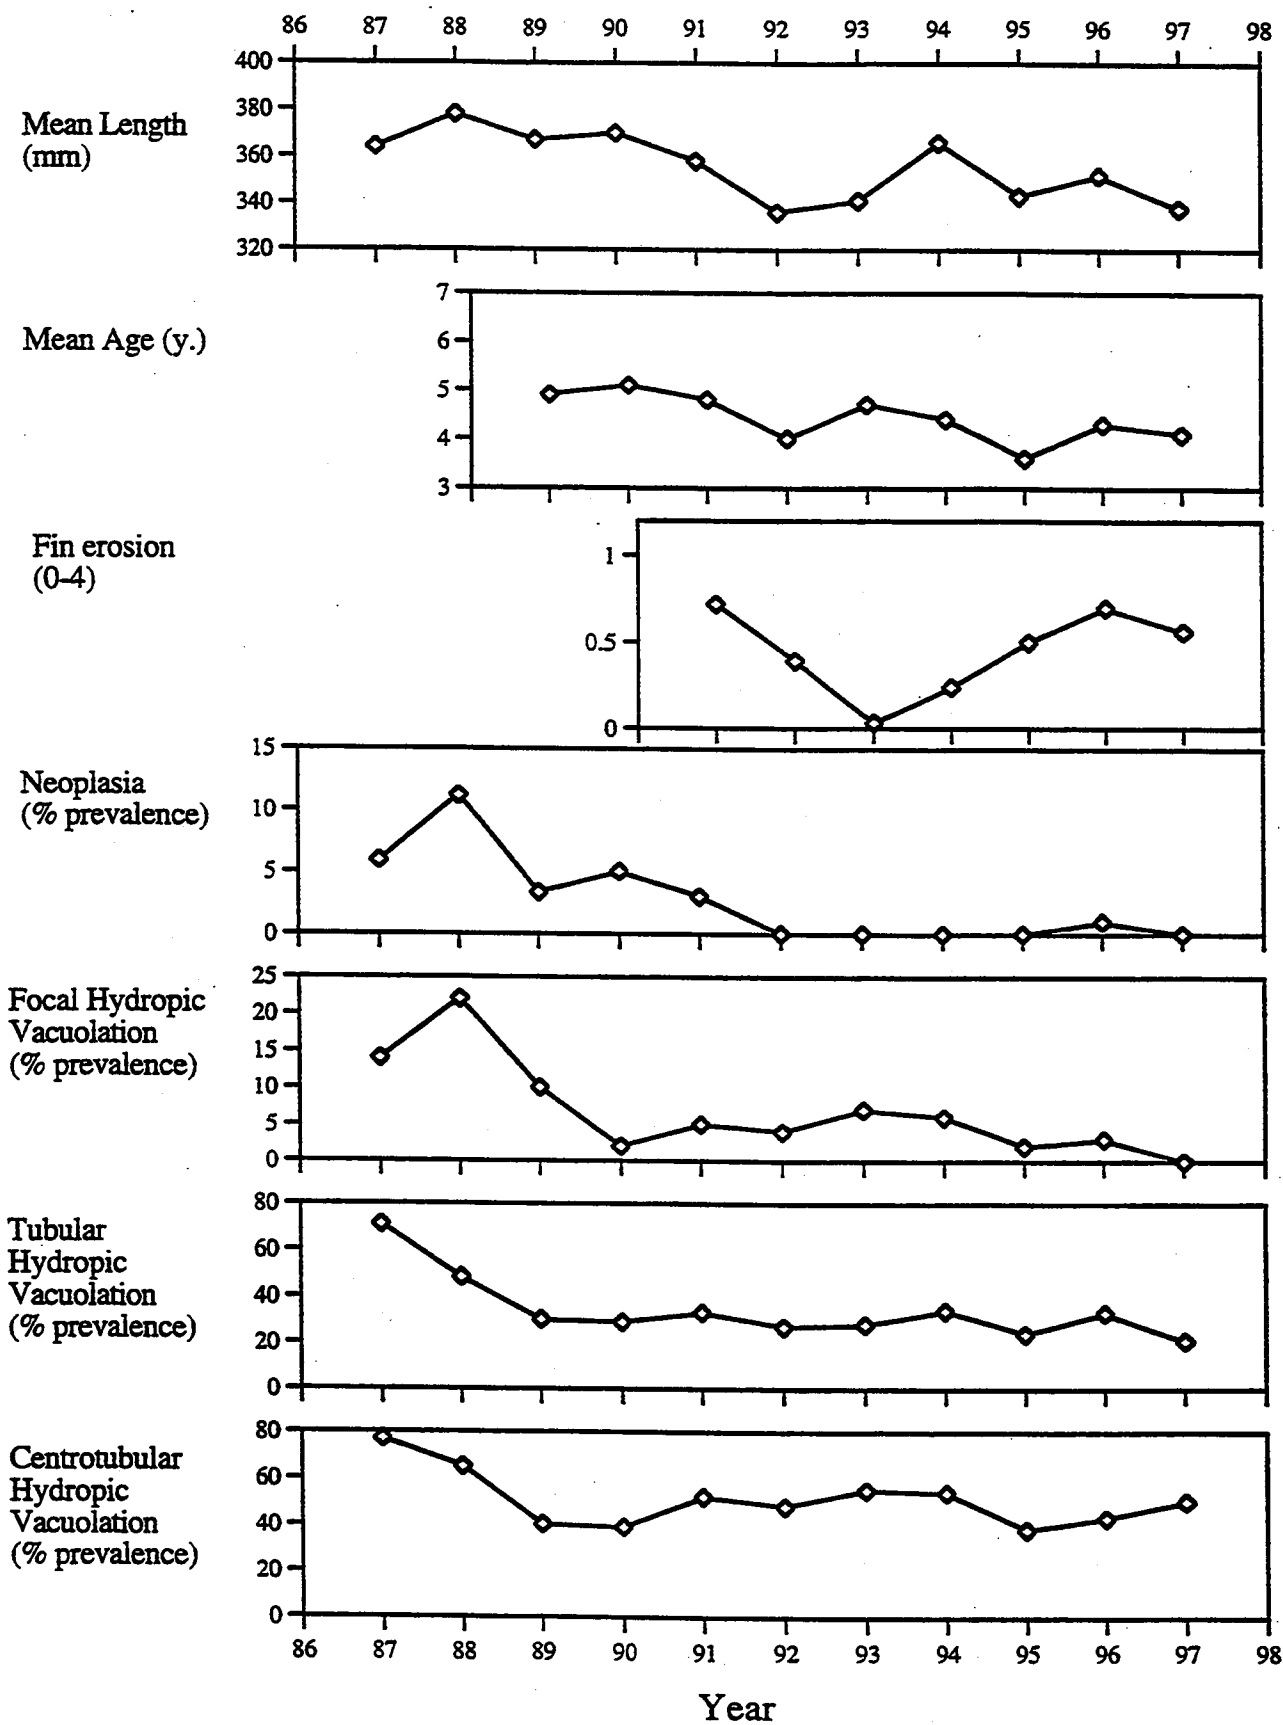 86 87 88 89 90 91 92 93 94 95 96 97 98
400
380
Mean Length
(mm)
360
340
320
7
Mean Age (y.)
6
5
4
3
Fin erosion
(0-4)
1
0.5
0
15
Neoplasia
(% prevalence)
10
5
0
25
Focal Hydropic
Vacuolation
(% prevalence)
20
15
10
5
0
80
Tubular
Hydropic
Vacuolation
(% prevalence)
60
40
20
0
80
Centrotubular
Hydropic
Vacuolation
(% prevalence)
60
40
20
0
86 87 88 89 90 91 92 93 94 95 96 97 98
Year